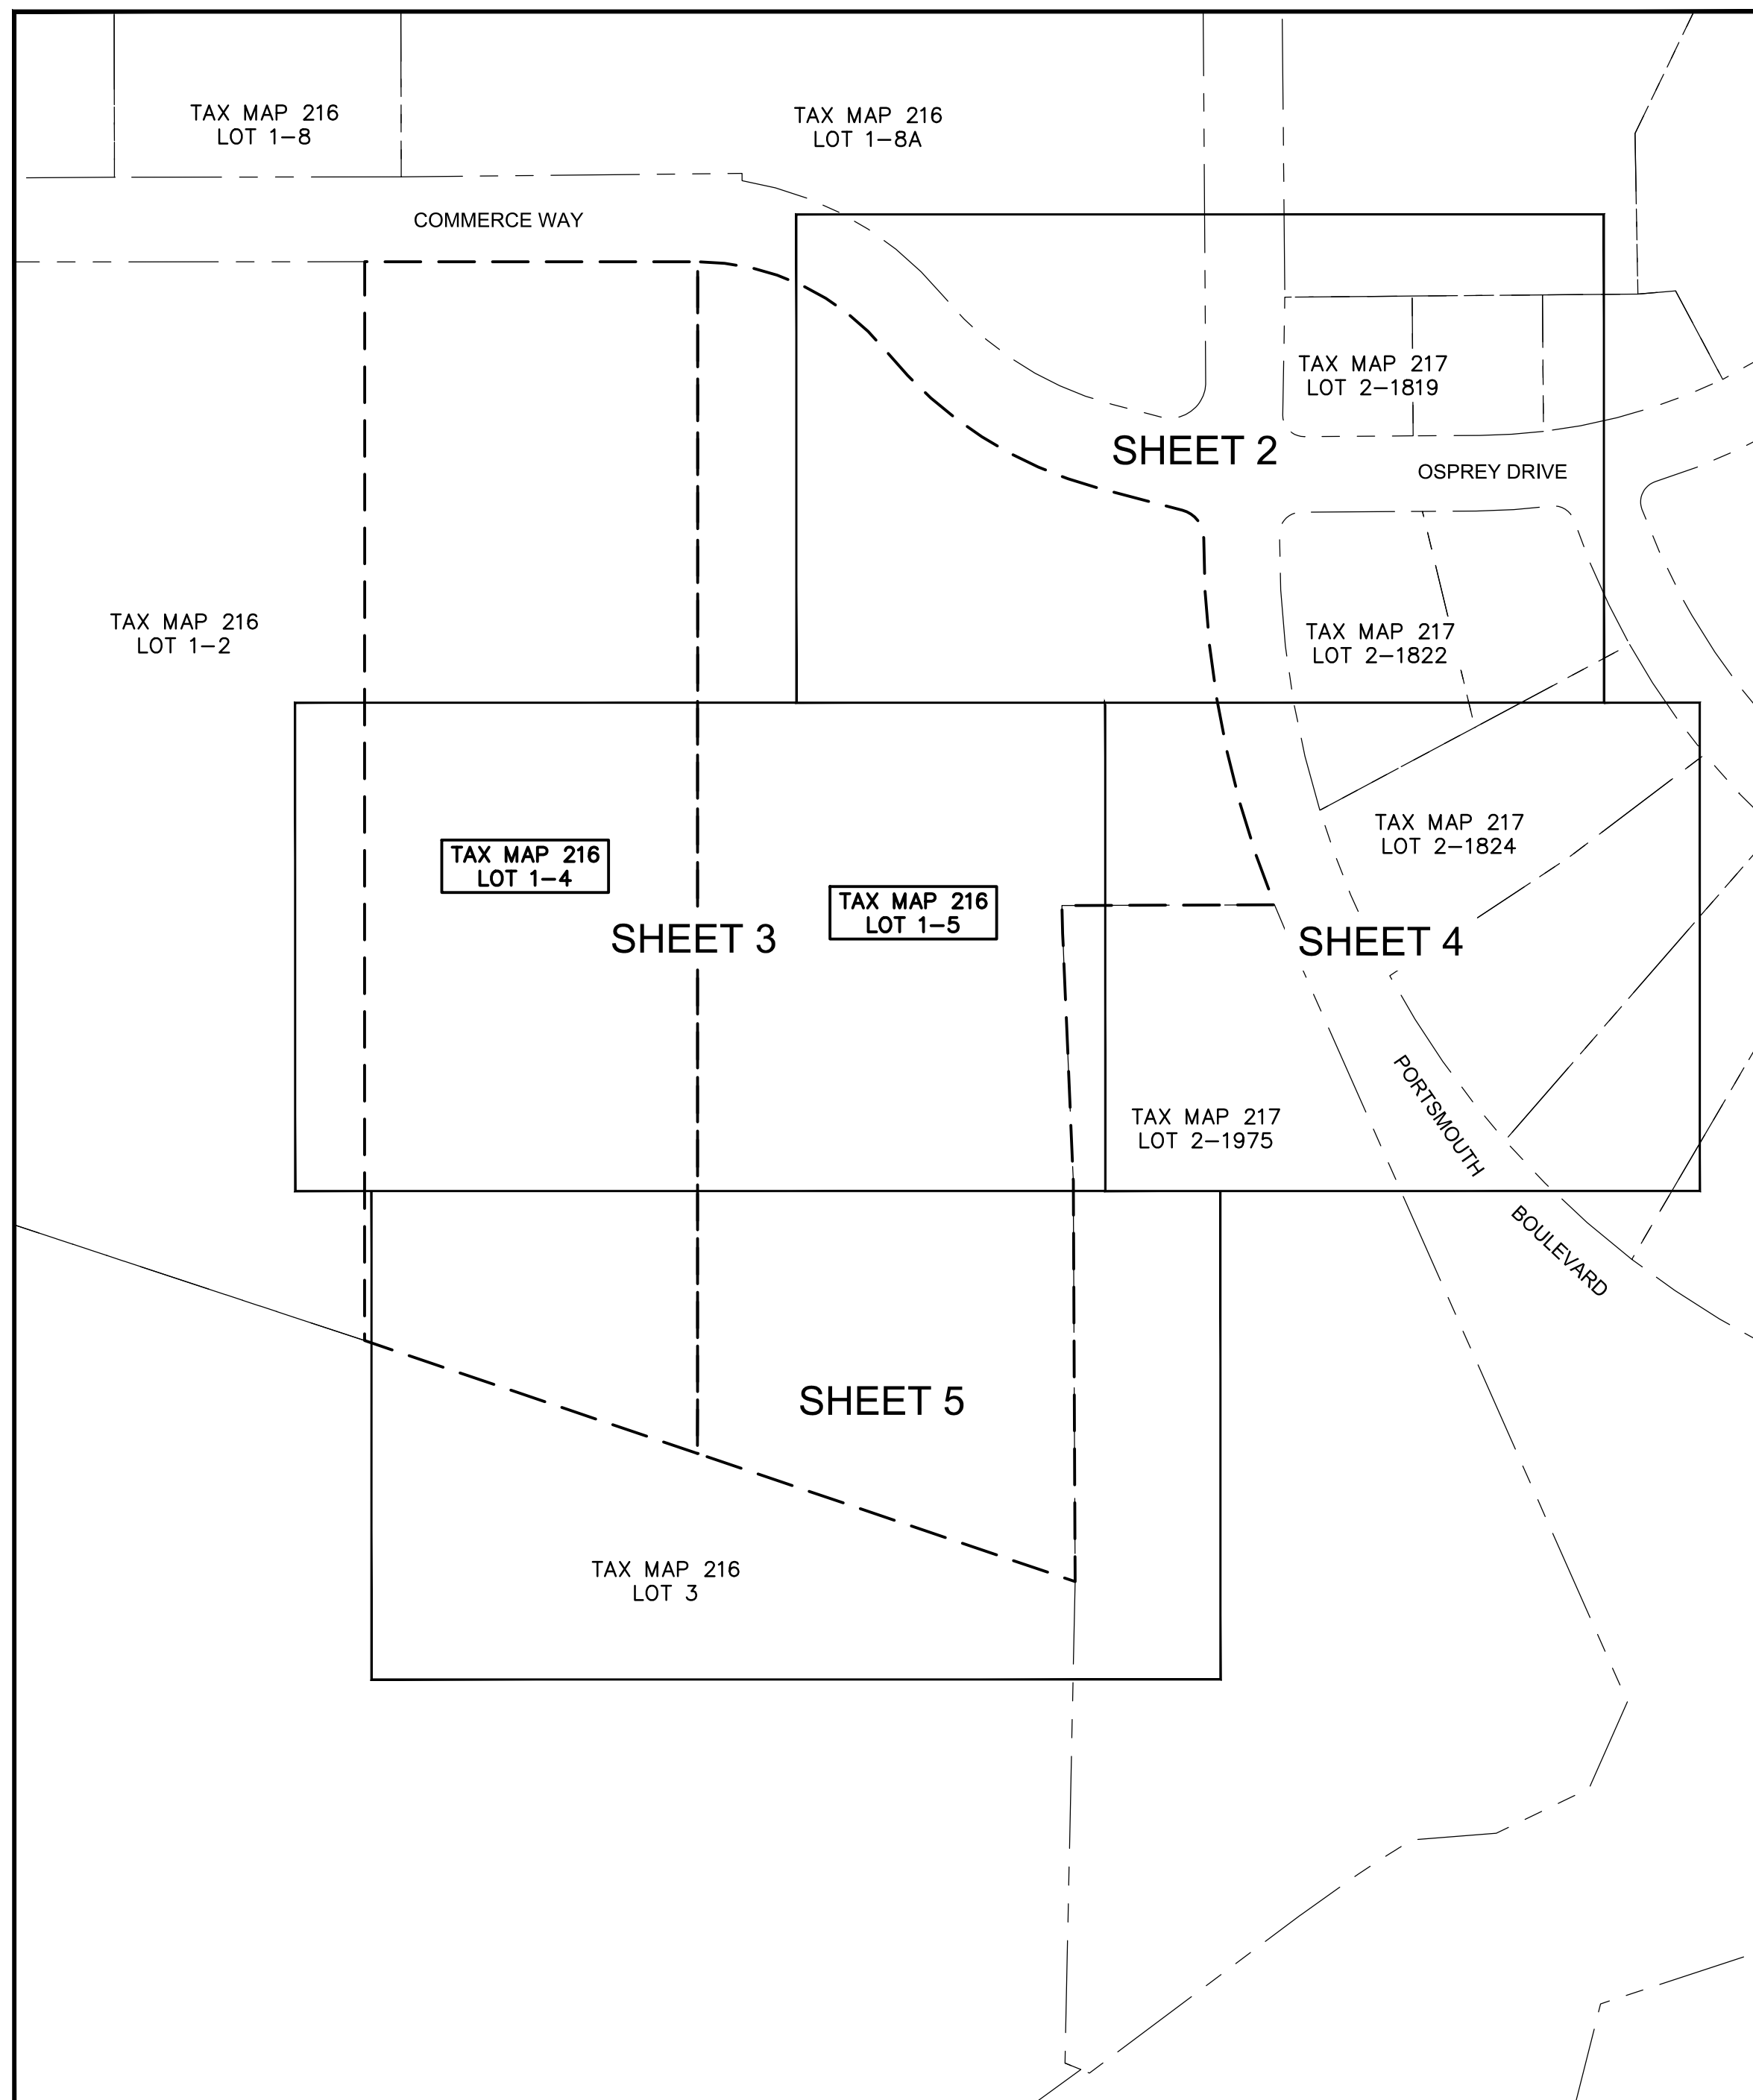 TAX MAP 216
LOT 1-8
TAX MAP 216
LOT 1-8A
COMMERCE WAY
TAX MAP 217
LOT 2-1819
SHEET 2
OSPREY DRIVE
TAX MAP 216
LOT 1-2
TAX MAP 217
LOT 2-1822
TAX MAP 217
LOT 2-1824
TAX MAP 216
LOT 1-4
TAX MAP 216
LOT 1-5
SHEET 3
SHEET 4
TAX MAP 217
LOT 2-1975
PORTSMOUTH
BOULEVARD
SHEET 5
TAX MAP 216
LOT 3